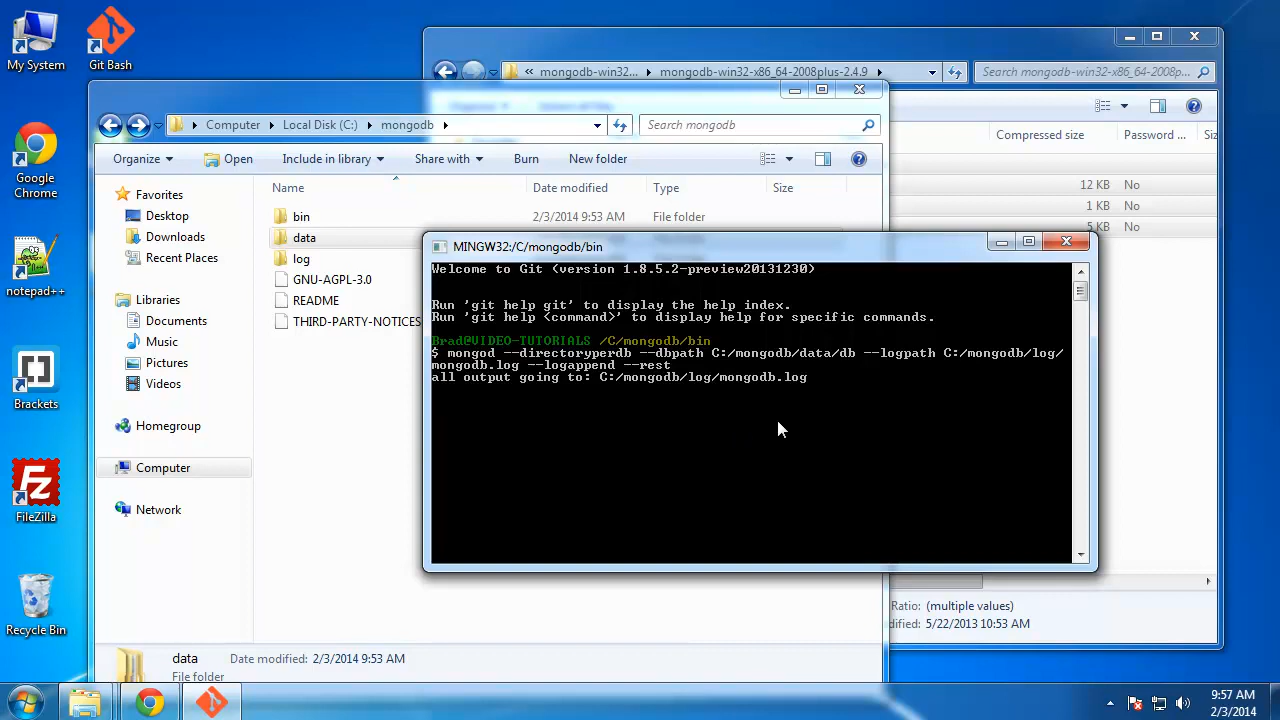 My System
Git Bash
Google Chrome
notepad++
Brackets
FileZilla
Recycle Bin
« mongodb-win32... mongodb-win32-x86_64-2008plus-2.4.9
Search mongodb-win32-x86_64-2008p...
Compressed size Password ... Siz
12 KB No
1 KB No
5 KB No
Ratio: (multiple values)
dified: 5/22/2013 10:53 AM
Computer Local Disk (C:) mongodb
Search mongodb
Organize Open Include in library Share with Burn New folder
Name Date modified Type Size
Favorites
Desktop
Downloads
Recent Places
Libraries
Documents
Music
Pictures
Videos
Homegroup
Computer
Network
bin 2/3/2014 9:53 AM File folder
data
log
GNU-AGPL-3.0
README
THIRD-PARTY-NOTICES
data Date modified: 2/3/2014 9:53 AM
File folder
MINGW32:/C/mongodb/bin
Welcome to Git (version 1.8.5.2-preview20131230)
Run 'git help git' to display the help index.
Run 'git help <command>' to display help for specific commands.
Brad@VIDEO-TUTORIALS /C/mongodb/bin
$ mongod --directoryperdb --dbpath C:/mongodb/data/db --logpath C:/mongodb/log/
mongodb.log --logappend --rest
all output going to: C:/mongodb/log/mongodb.log
9:57 AM
2/3/2014